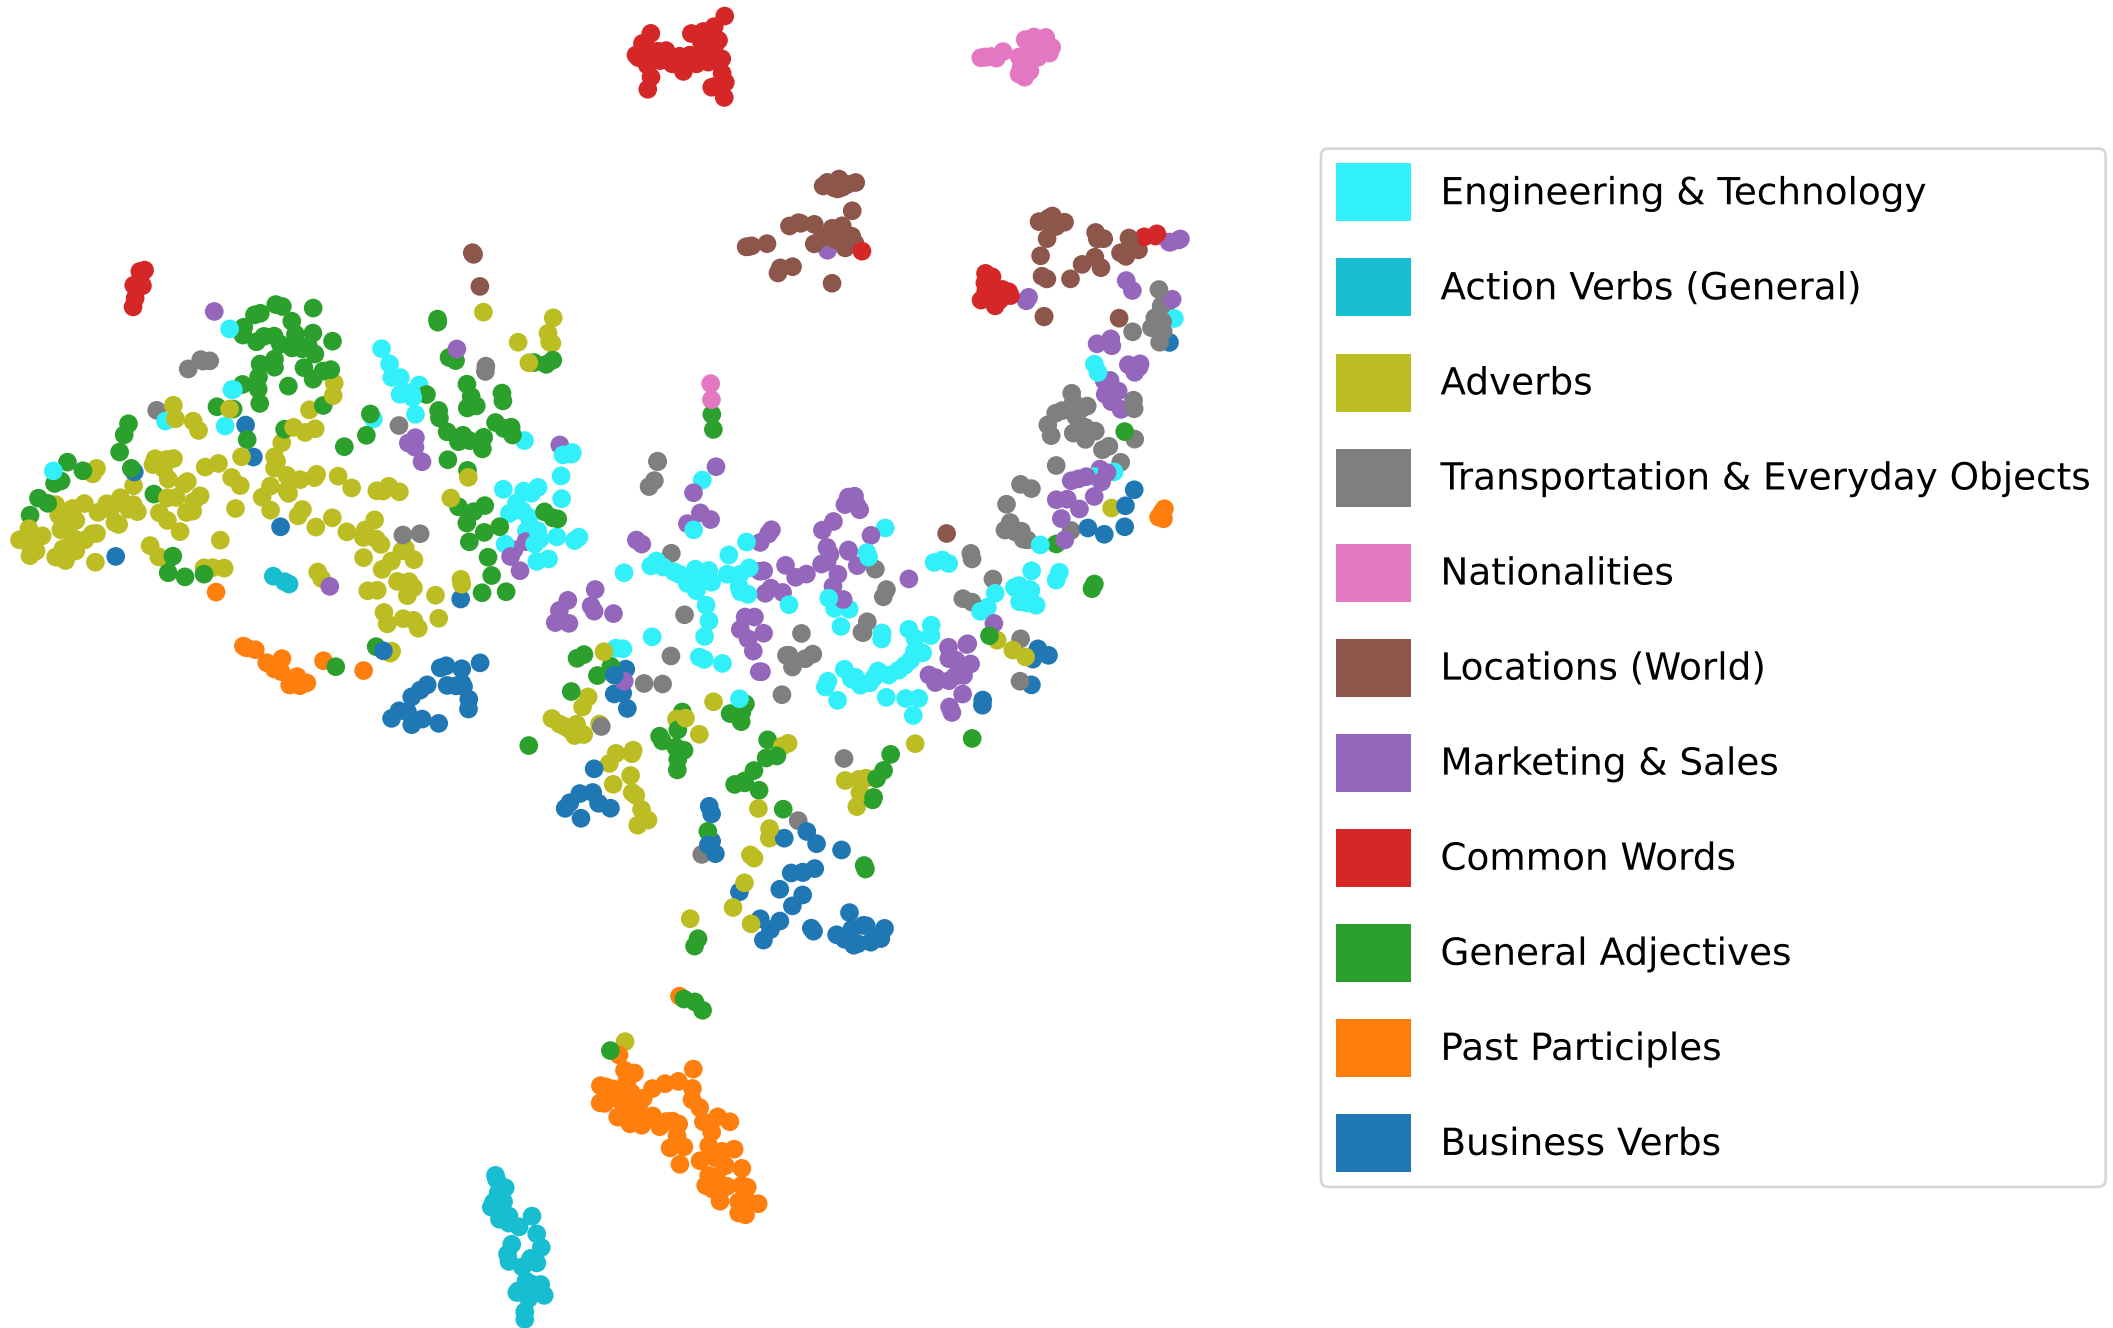 Engineering & Technology
Action Verbs (General)
Adverbs
Transportation & Everyday Objects
Nationalities
Locations (World)
Marketing & Sales
Common Words
General Adjectives
Past Participles
Business Verbs